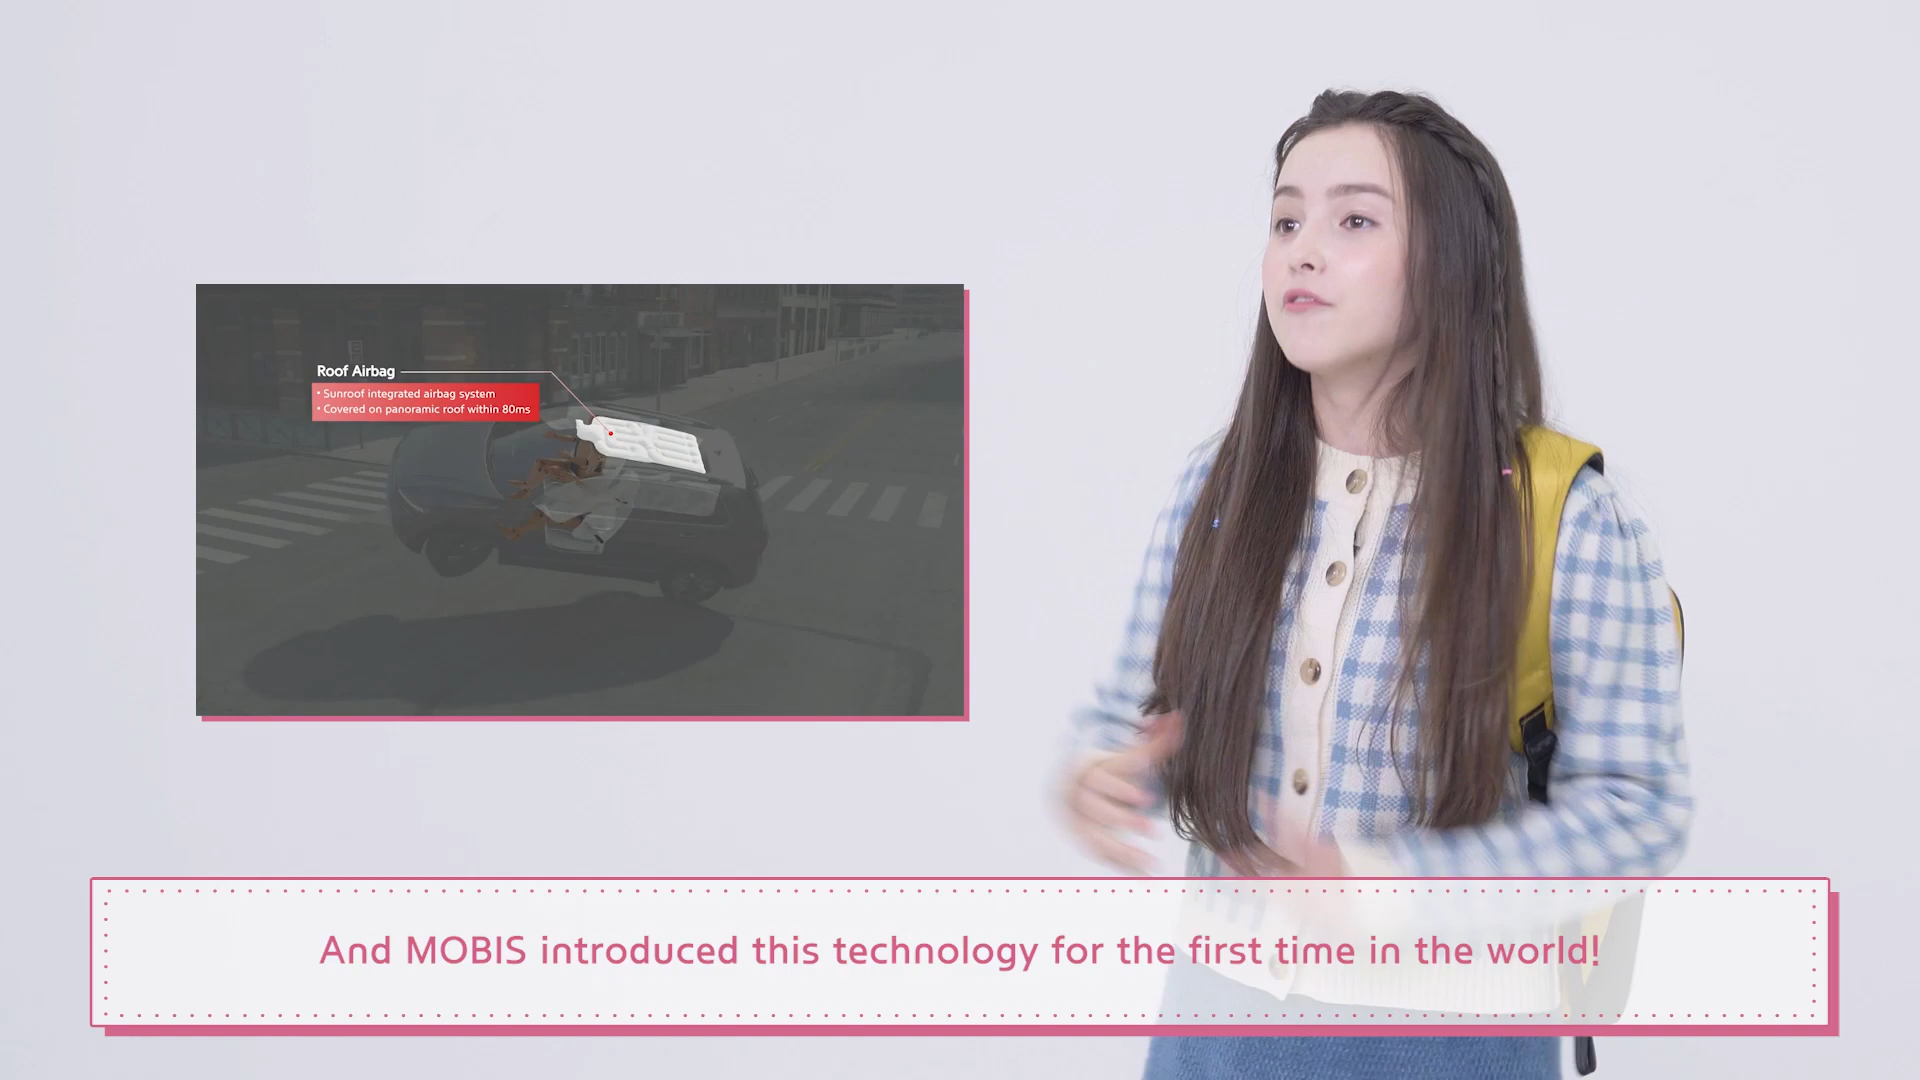 Roof Airbag
• Sunroof integrated airbag system
• Covered on panoramic roof within 80ms
And MOBIS introduced this technology for the first time in the world!